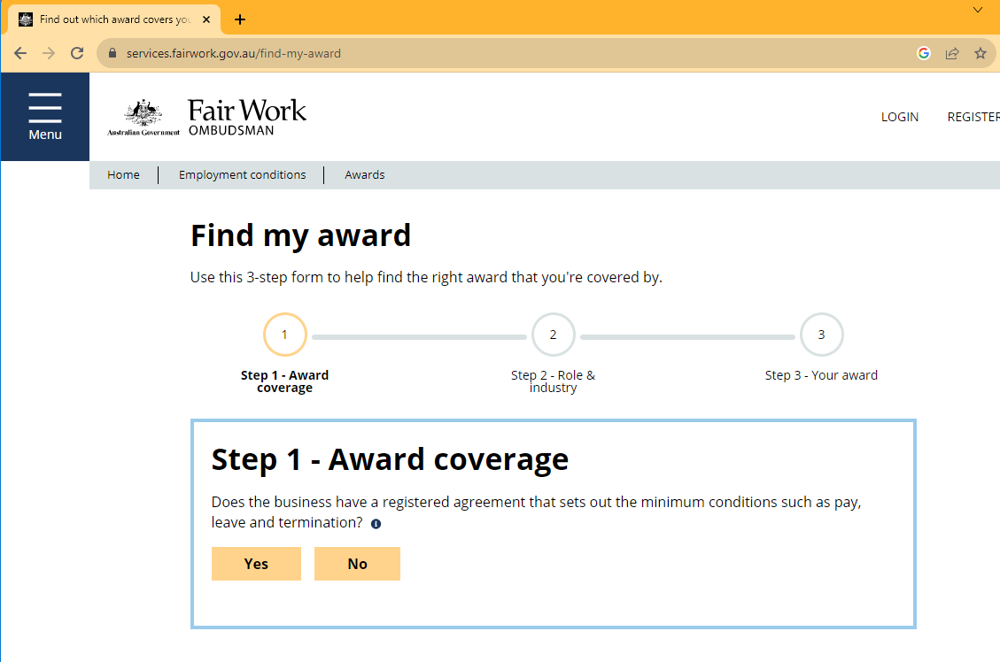 Find out which award covers you
services.fairwork.gov.au/find-my-award
Menu
Australian Government
Fair Work
OMBUDSMAN
LOGIN
REGISTER
Home
Employment conditions
Awards
Find my award
Use this 3-step form to help find the right award that you're covered by.
1
2
3
Step 1 - Award
coverage
Step 2 - Role &
industry
Step 3 - Your award
Step 1 - Award coverage
Does the business have a registered agreement that sets out the minimum conditions such as pay,
leave and termination?
Yes
No